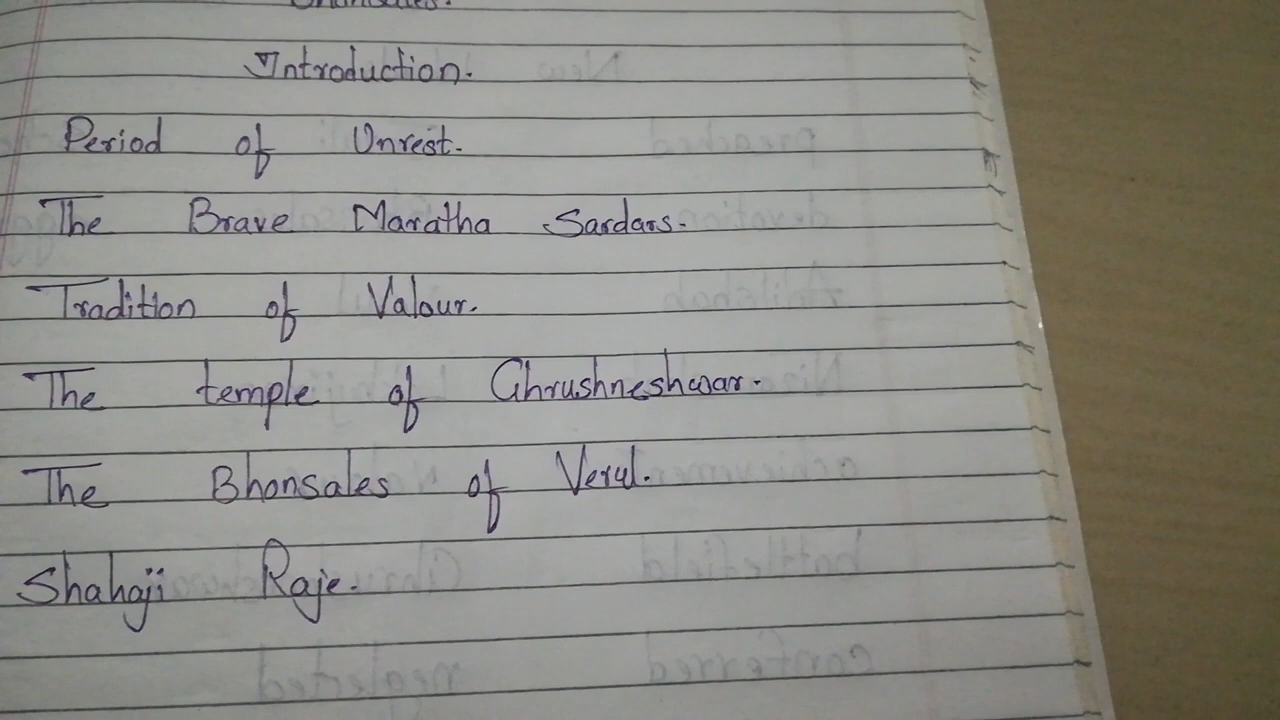 Introduction.
Period of Unrest.
The Brave Maratha Sardars.
Tradition of Valour.
The temple of Ghrushneshwar.
The Bhonsales of Verul.
Shahaji Raje.